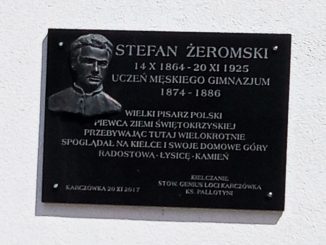 STEFAN ŻEROMSKI
14 X 1864 - 20 XI 1925
UCZEŃ MĘSKIEGO GIMNAZJUM
1874 - 1886
WIELKI PISARZ POLSKI
PIEWCA ZIEMI ŚWIĘTOKRZYSKIEJ
PRZEBYWAJĄC TUTAJ WIELOKROTNIE
SPOGLĄDAŁ NA KIELCE I SWOJE DOMOWE GÓRY
RADOSTOWĄ - ŁYSICĘ - KAMIEŃ
KIELCZANIE
STOW. GENIUS LOCI KARCZÓWKA
KS. PALLOTYNI
KARCZÓWKA 20 XI 2017